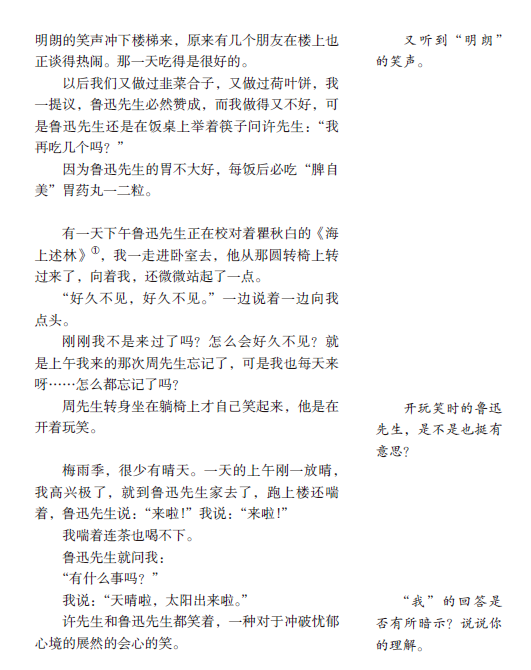 明朗的笑声冲下楼梯来，原来有几个朋友在楼上也
正谈得热闹。那一天吃得是很好的。
以后我们又做过韭菜合子，又做过荷叶饼，我
一提议，鲁迅先生必然赞成，而我做得又不好，可
是鲁迅还是在饭桌上举着筷子问许先生：“我
再吃几个吗？”
因为鲁迅先生的胃不大好，每饭后必吃“脾自
美”胃药丸一二粒。
有一天下午鲁迅先生正在校对着瞿秋白的《海
上述林》①，我一走进卧室去，他从那圆转椅上转
过来了，向着我，还微微站起了一点。
“好久不见，好久不见。”一边说着一边向我
点头。
刚刚我不是来过了吗？怎么会好久不见？就
是上午我来的那次周先生忘记了，可是我也每天来
呀……怎么都忘记了吗？
周先生转身坐在躺椅上才自己笑起来，他是在
开着玩笑。
梅雨季，很少有晴天。一天的上午刚一放晴，
我高兴极了，就到鲁迅先生家去了，跑上楼还喘
着，鲁迅先生说：“来啦！”我说：“来啦！”
我喘着连茶也喝不下。
鲁迅先生就问我：
“有什么事吗？”
我说：“天晴啦，太阳出来啦。”
许先生和鲁迅先生都笑着，一种对于冲破忧郁
心境的展然的会心的笑。
又听到“明朗”
的笑声。
开玩笑时的鲁迅
先生，是不是也挺有
意思？
“我”的回答是
否有所暗示？说说你
的理解。